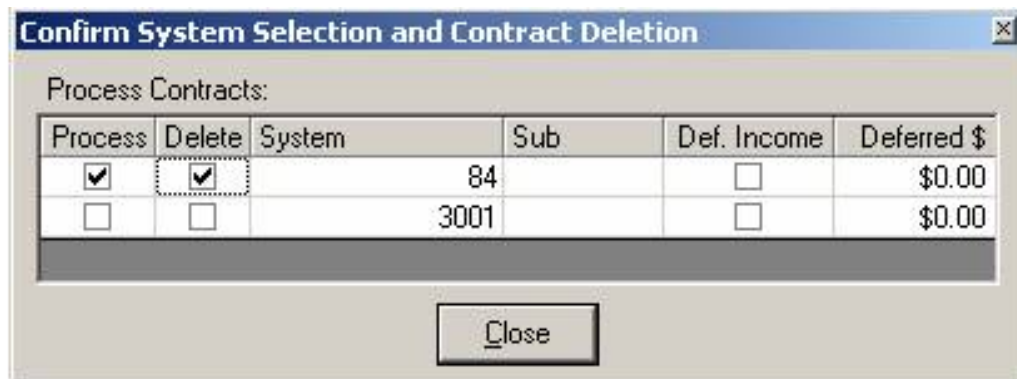 Confirm System Selection and Contract Deletion
Process Contracts:
Process Delete System Sub Def. Income Deferred $
84 $0.00
3001 $0.00
Close